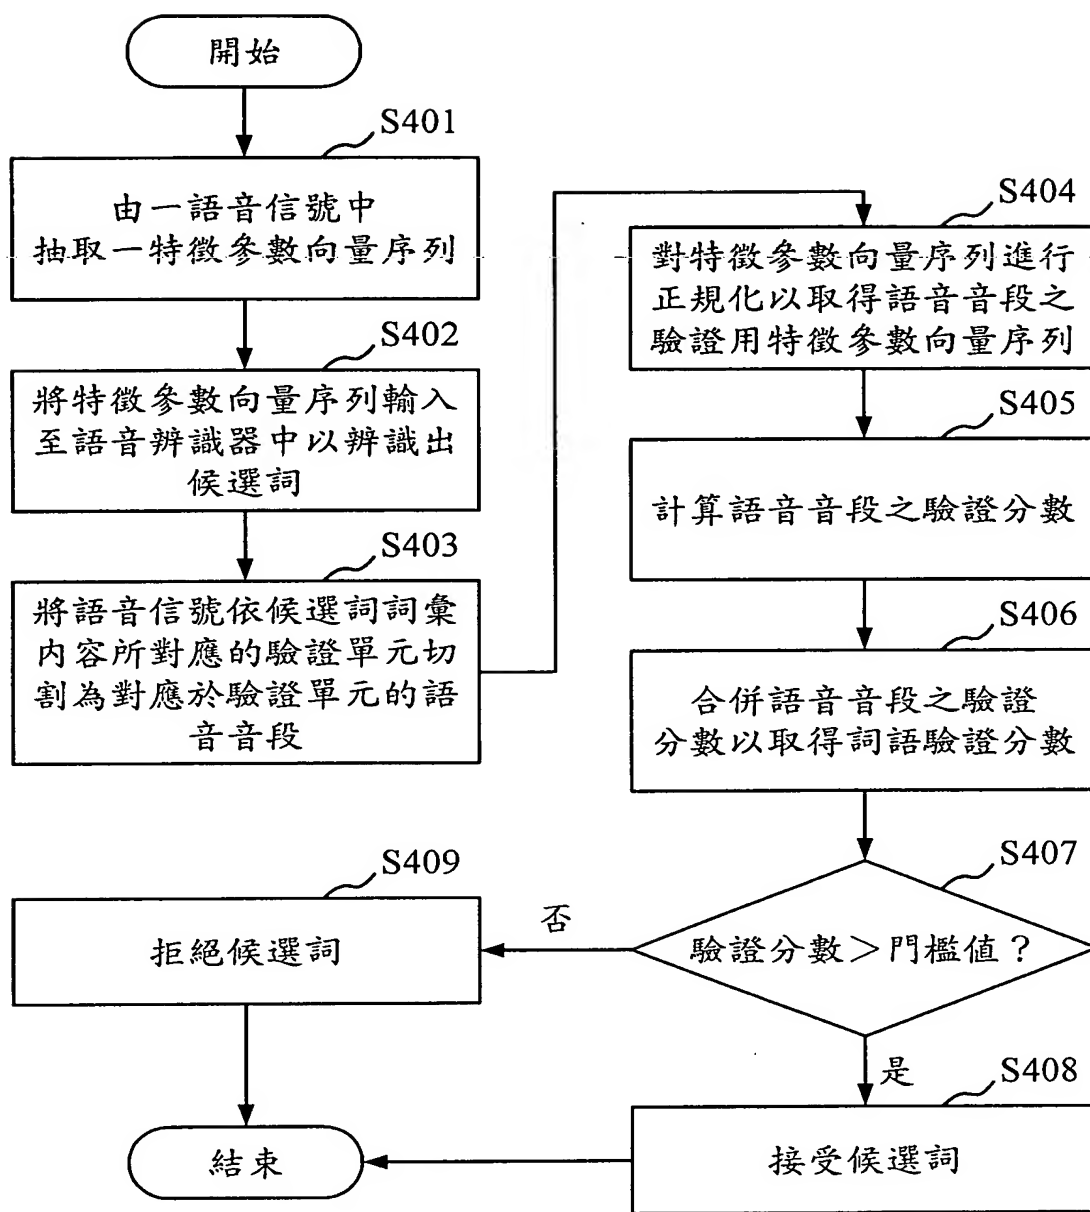 開始
S401
由一語音信號中
抽取一特徵參數向量序列
S402
將特徵參數向量序列輸入
至語音辨識器中以辨識出
候選詞
S403
將語音信號依候選詞詞彙
內容所對應的驗證單元切
割為對應於驗證單元的語
音音段
S404
對特徵參數向量序列進行
正規化以取得語音音段之
驗證用特徵參數向量序列
S405
計算語音音段之驗證分數
S406
合併語音音段之驗證
分數以取得詞語驗證分數
S407
驗證分數＞門檻值？
否
是
S409
拒絕候選詞
S408
接受候選詞
結束